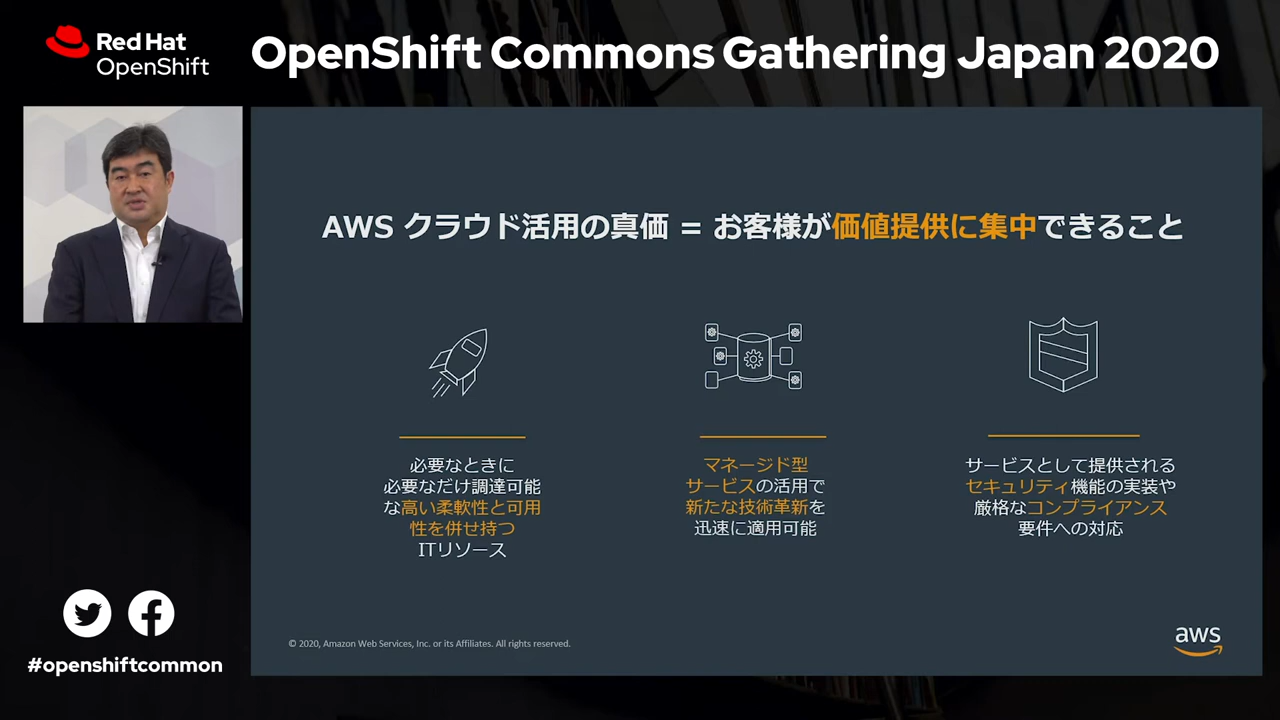 Red Hat
OpenShift
OpenShift Commons Gathering Japan 2020
AWS クラウド活用の真価 = お客様が価値提供に集中できること
必要なときに
必要なだけ調達可能
な高い柔軟性と可用
性を併せ持つ
ITリソース
マネージド型
サービスの活用で
新たな技術革新を
迅速に適用可能
サービスとして提供される
セキュリティ機能の実装や
厳格なコンプライアンス
要件への対応
© 2020, Amazon Web Services, Inc. or its Affiliates. All rights reserved.
aws
#openshiftcommon